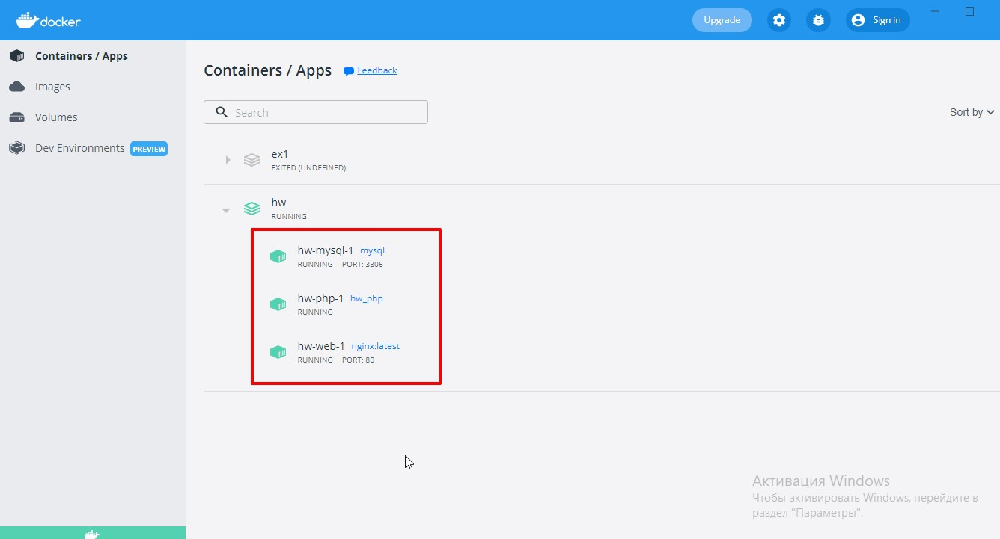 docker
Upgrade
Sign in
Containers / Apps
Images
Volumes
Dev Environments PREVIEW
Containers / Apps Feedback
Search
Sort by
ex1
EXITED (UNDEFINED)
hw
RUNNING
hw-mysql-1 mysql
RUNNING PORT: 3306
hw-php-1 hw_php
RUNNING
hw-web-1 nginx:latest
RUNNING PORT: 80
Активация Windows
Чтобы активировать Windows, перейдите в
раздел "Параметры".